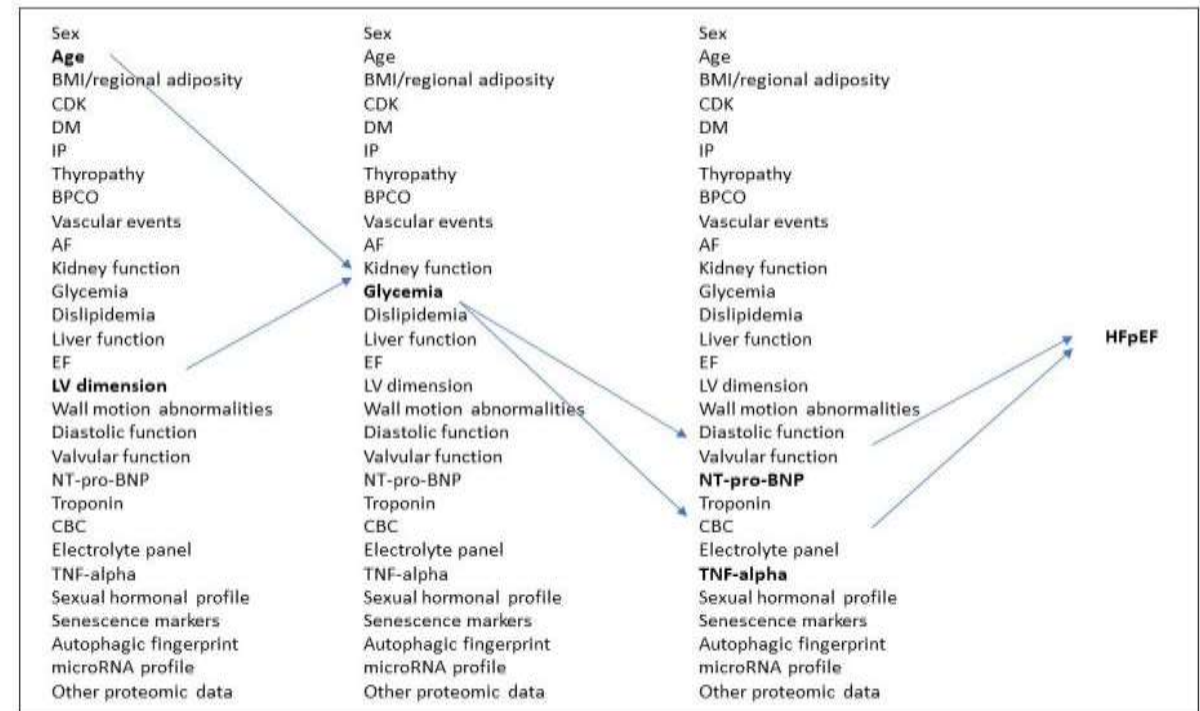 Sex
Age
BMI/regional adiposity
CDK
DM
IP
Thyropathy
BPCO
Vascular events
AF
Kidney function
Glycemia
Dislipidemia
Liver function
EF
LV dimension
Wall motion abnormalities
Diastolic function
Valvular function
NT-pro-BNP
Troponin
CBC
Electrolyte panel
TNF-alpha
Sexual hormonal profile
Senescence markers
Autophagic fingerprint
microRNA profile
Other proteomic data
Sex
Age
BMI/regional adiposity
CDK
DM
IP
Thyropathy
BPCO
Vascular events
AF
Kidney function
Glycemia
Dislipidemia
Liver function
EF
LV dimension
Wall motion abnormalities
Diastolic function
Valvular function
NT-pro-BNP
Troponin
CBC
Electrolyte panel
TNF-alpha
Sexual hormonal profile
Senescence markers
Autophagic fingerprint
microRNA profile
Other proteomic data
Sex
Age
BMI/regional adiposity
CDK
DM
IP
Thyropathy
BPCO
Vascular events
AF
Kidney function
Glycemia
Dislipidemia
Liver function
EF
LV dimension
Wall motion abnormalities
Diastolic function
Valvular function
NT-pro-BNP
Troponin
CBC
Electrolyte panel
TNF-alpha
Sexual hormonal profile
Senescence markers
Autophagic fingerprint
microRNA profile
Other proteomic data
HFpEF